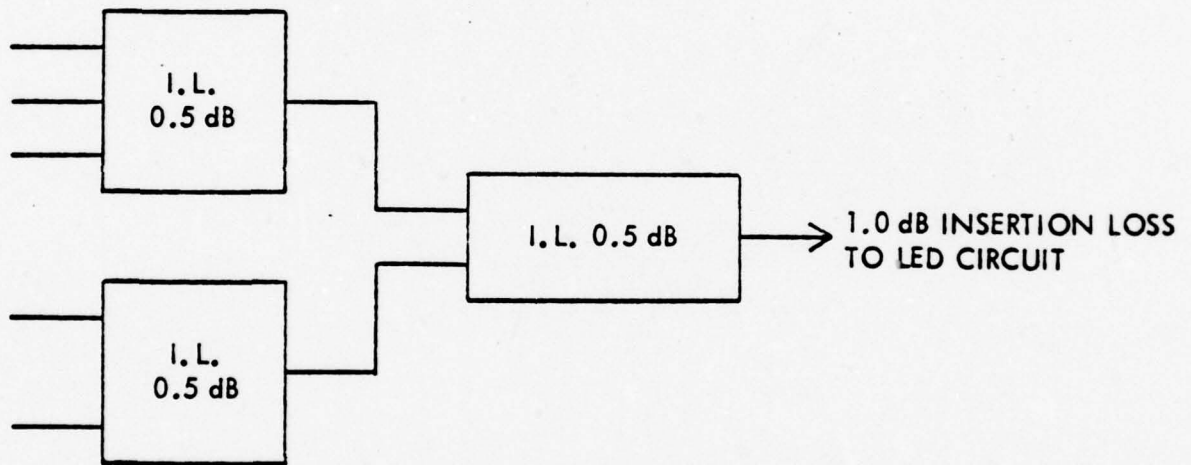 I. L.
0.5 dB
I. L. 0.5 dB
1.0 dB INSERTION LOSS
TO LED CIRCUIT
I. L.
0.5 dB